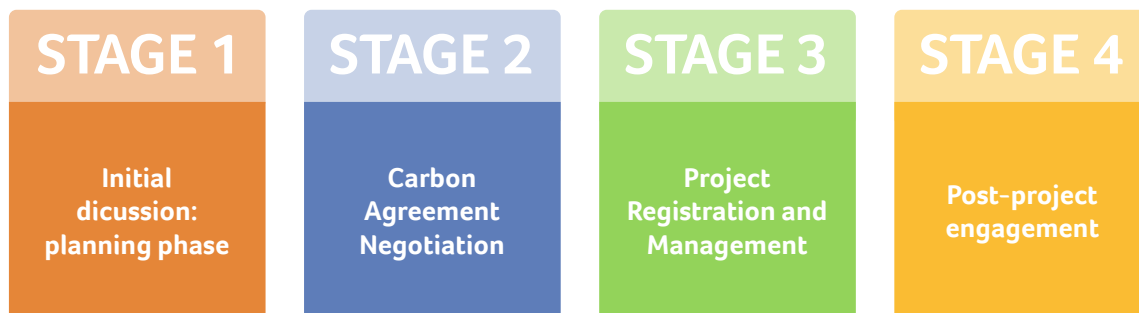 STAGE 1
Initial
dicussion:
planning phase
STAGE 2
Carbon
Agreement
Negotiation
STAGE 3
Project
Registration and
Management
STAGE 4
Post-project
engagement